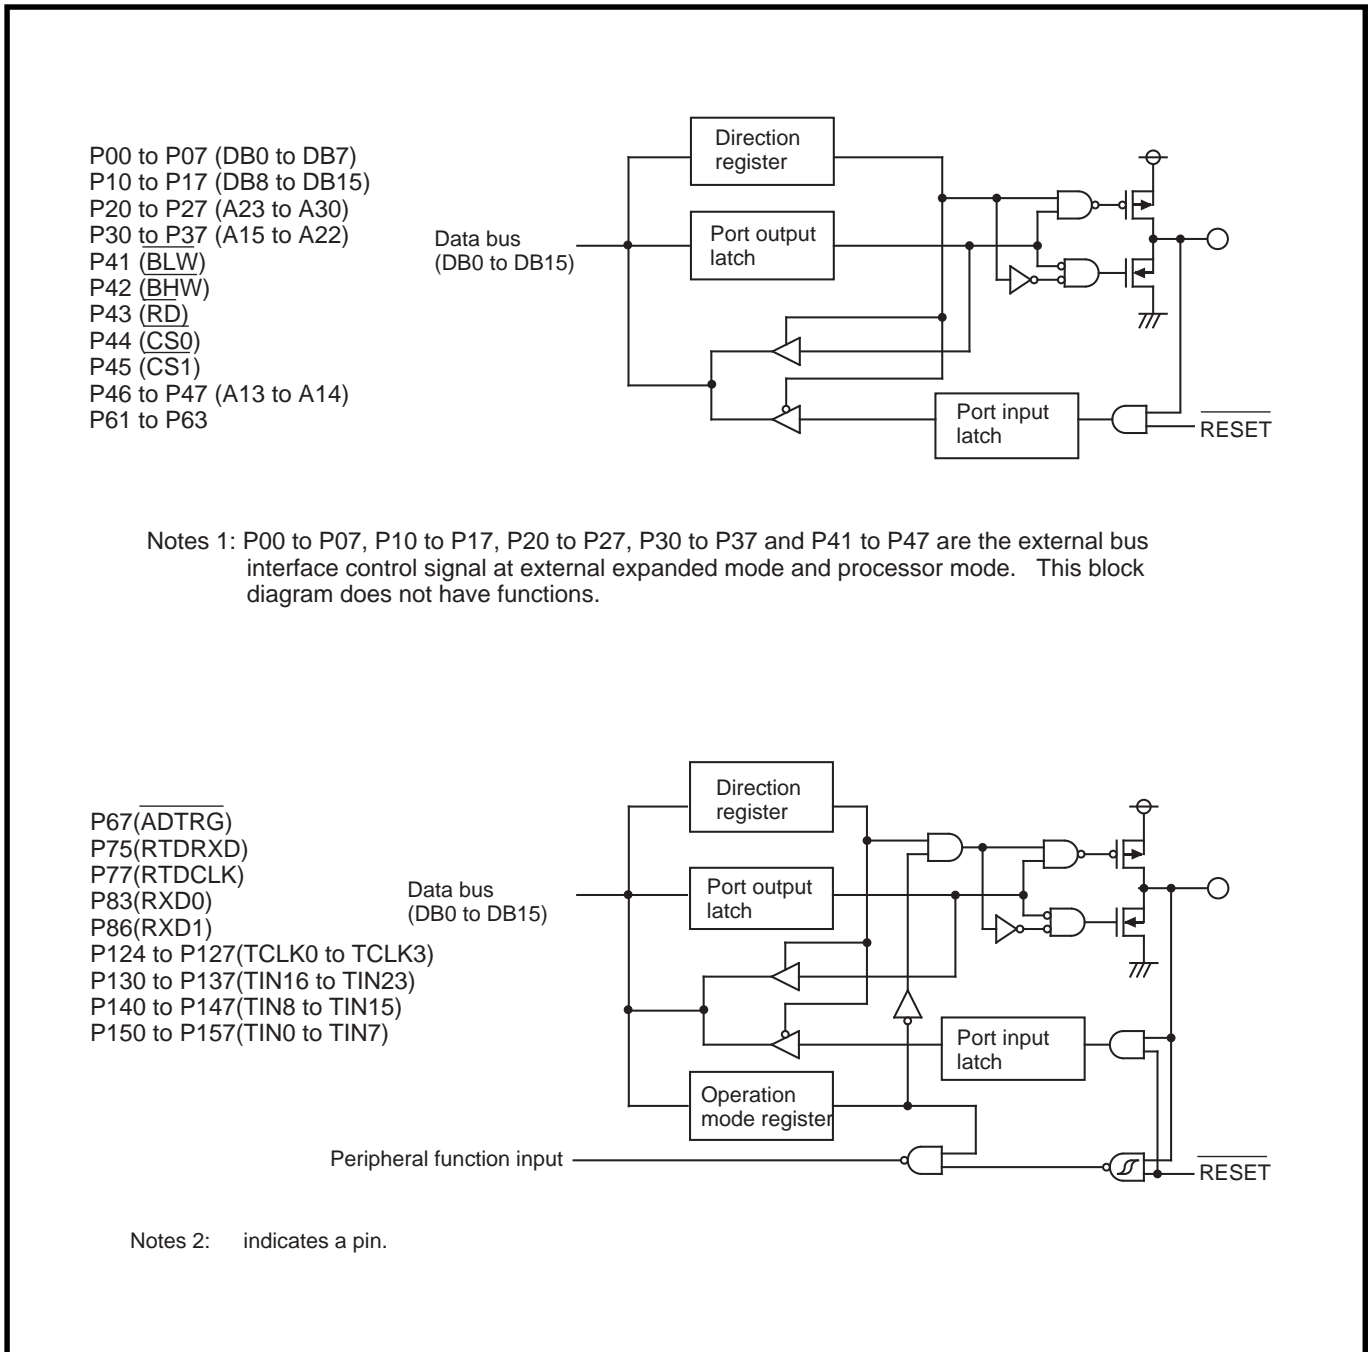 P00 to P07 (DB0 to DB7)
P10 to P17 (DB8 to DB15)
P20 to P27 (A23 to A30)
P30 to P37 (A15 to A22)
P41 (BLW)
P42 (BHW)
P43 (RD)
P44 (CS0)
P45 (CS1)
P46 to P47 (A13 to A14)
P61 to P63
Data bus
(DB0 to DB15)
Direction
register
Port output
latch
Port input
latch
RESET
Notes 1: P00 to P07, P10 to P17, P20 to P27, P30 to P37 and P41 to P47 are the external bus
interface control signal at external expanded mode and processor mode. This block
diagram does not have functions.
P67(ADTRG)
P75(RTDRXD)
P77(RTDCLK)
P83(RXD0)
P86(RXD1)
P124 to P127(TCLK0 to TCLK3)
P130 to P137(TIN16 to TIN23)
P140 to P147(TIN8 to TIN15)
P150 to P157(TIN0 to TIN7)
Data bus
(DB0 to DB15)
Direction
register
Port output
latch
Port input
latch
Operation
mode register
Peripheral function input
RESET
Notes 2: indicates a pin.